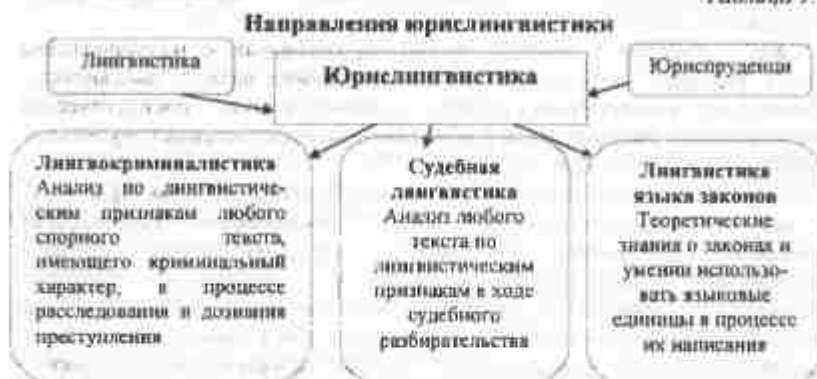 Таблица
Направления юрислингвистики
Лингвистика
Юрислингвистика
Юриспруденци
Лингвокриминалистика
Анализ по лингвистиче-
ским признакам любого
спорного текста,
имеющего криминальный
характер, в процессе
расследования и дознания
преступления
Судебная
лингвистика
Анализ любого
текста по
лингвистическим
признакам в ходе
судебного
разбирательства
Лингвистика
языка законов
Теоретические
знания о законах и
умении использо-
вать языковые
единицы в процессе
их написания